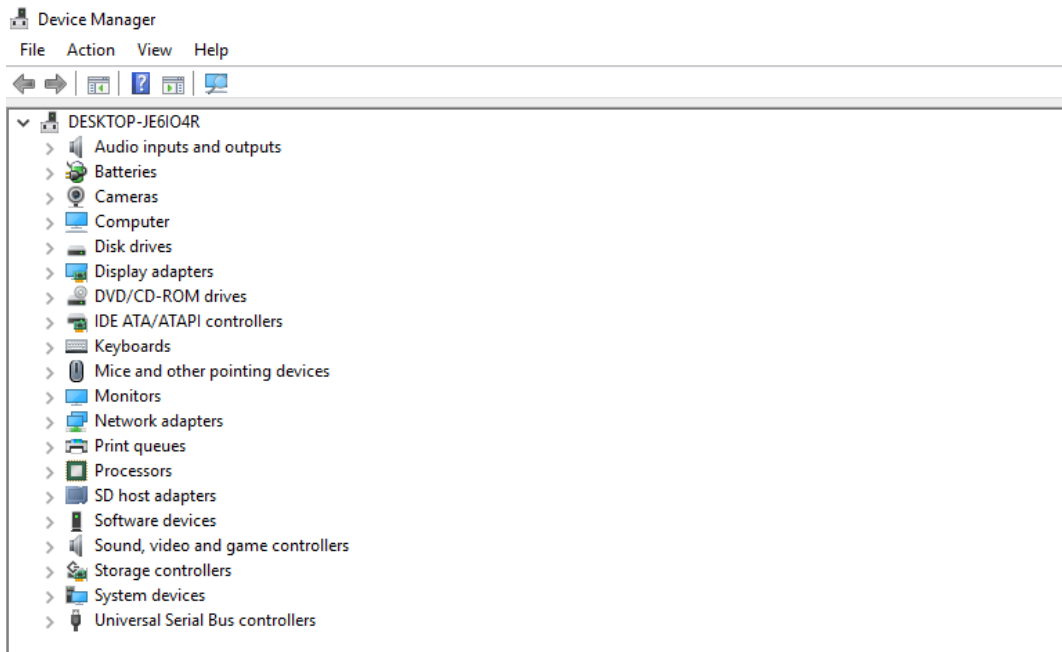 Device Manager
File Action View Help
DESKTOP-JE6IO4R
Audio inputs and outputs
Batteries
Cameras
Computer
Disk drives
Display adapters
DVD/CD-ROM drives
IDE ATA/ATAPI controllers
Keyboards
Mice and other pointing devices
Monitors
Network adapters
Print queues
Processors
SD host adapters
Software devices
Sound, video and game controllers
Storage controllers
System devices
Universal Serial Bus controllers